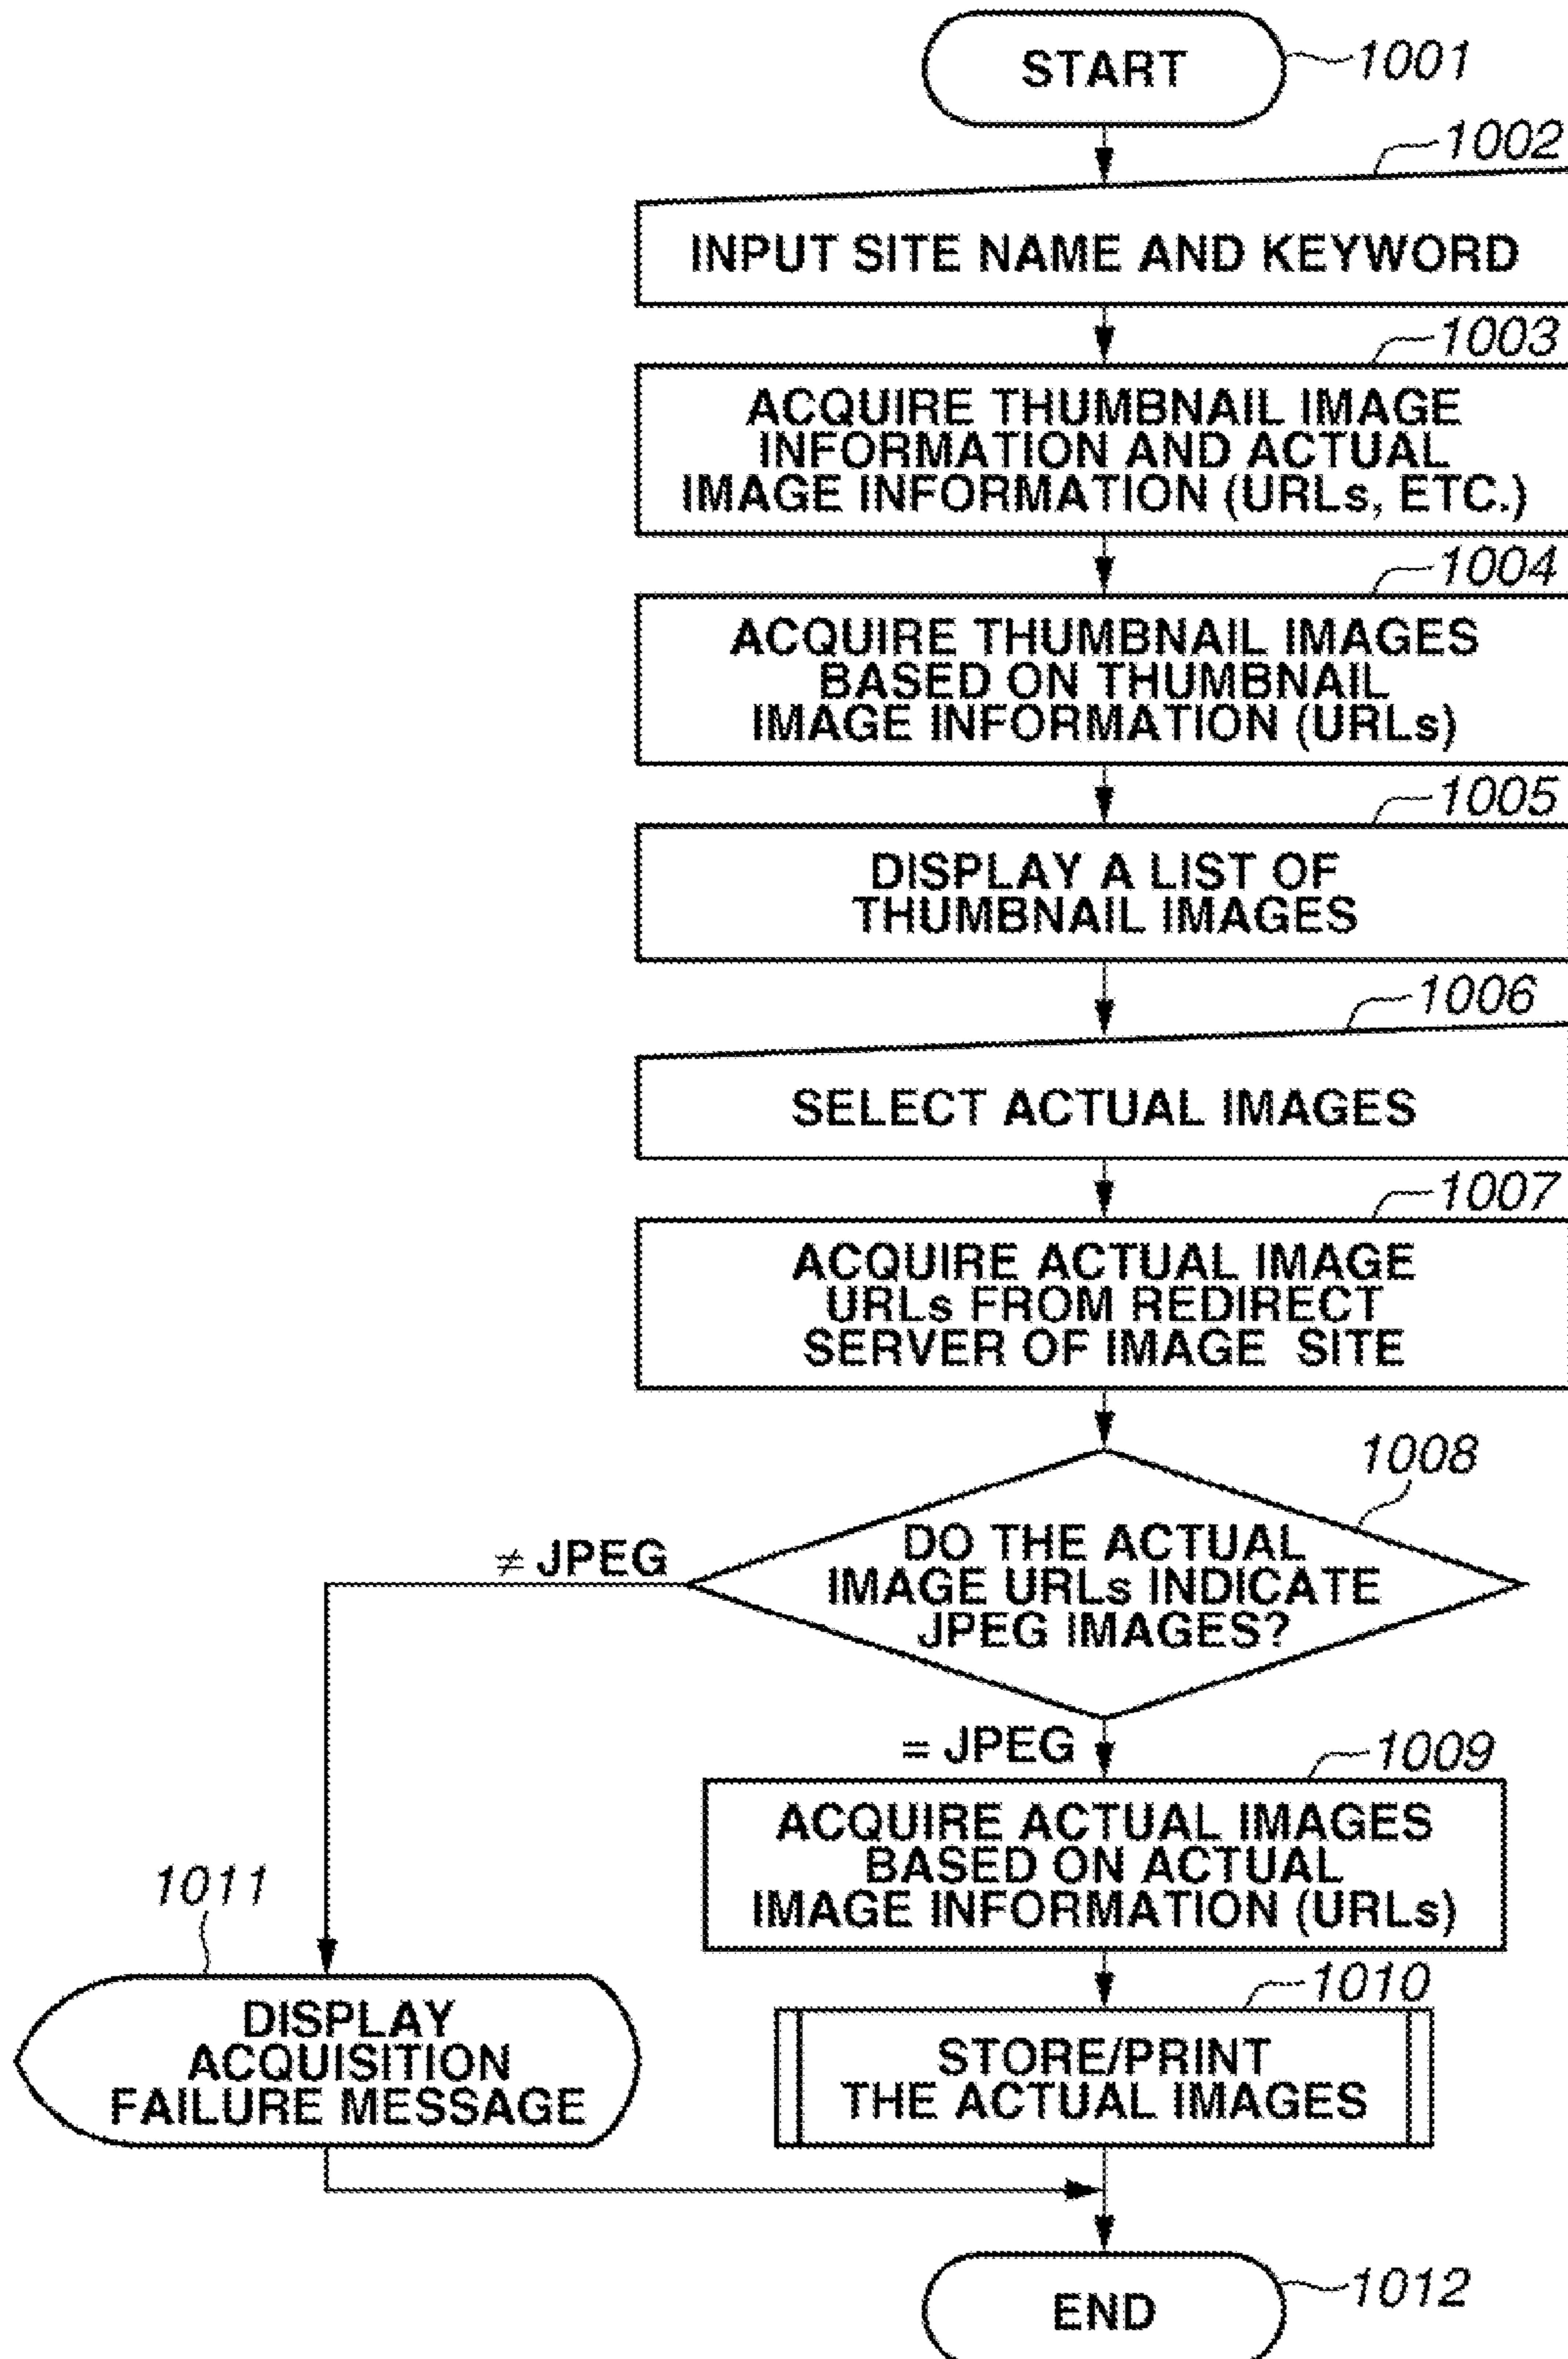 START
1001
1002
INPUT SITE NAME AND KEYWORD
1003
ACQUIRE THUMBNAIL IMAGE
INFORMATION AND ACTUAL
IMAGE INFORMATION (URLs, ETC.)
1004
ACQUIRE THUMBNAIL IMAGES
BASED ON THUMBNAIL
IMAGE INFORMATION (URLs)
1005
DISPLAY A LIST OF
THUMBNAIL IMAGES
1006
SELECT ACTUAL IMAGES
1007
ACQUIRE ACTUAL IMAGE
URLs FROM REDIRECT
SERVER OF IMAGE SITE
1008
DO THE ACTUAL
IMAGE URLs INDICATE
JPEG IMAGES?
≠ JPEG
= JPEG
1009
ACQUIRE ACTUAL IMAGES
BASED ON ACTUAL
IMAGE INFORMATION (URLs)
1011
DISPLAY
ACQUISITION
FAILURE MESSAGE
1010
STORE/PRINT
THE ACTUAL IMAGES
END
1012